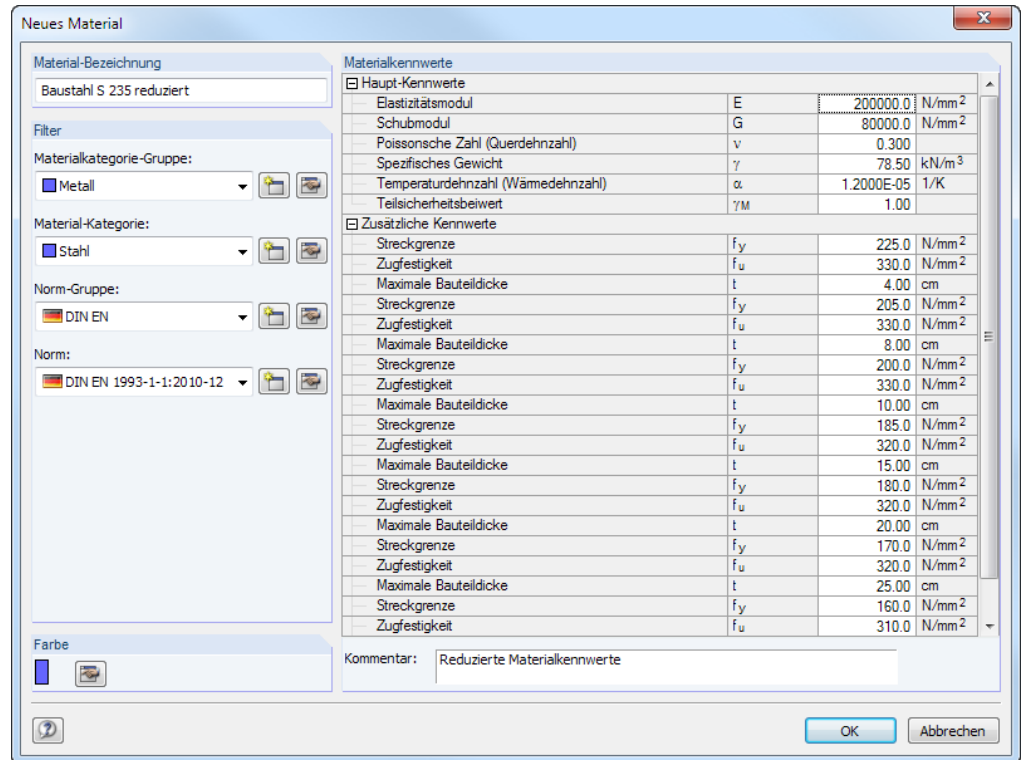 Neues Material
Material-Bezeichnung
Baustahl S 235 reduziert
Filter
Materialkategorie-Gruppe:
Metall
Material-Kategorie:
Stahl
Norm-Gruppe:
DIN EN
Norm:
DIN EN 1993-1-1:2010-12
Farbe
Materialkennwerte
Haupt-Kennwerte
Elastizitätsmodul E 200000.0 N/mm²
Schubmodul G 80000.0 N/mm²
Poissonsche Zahl (Querdehnzahl) ν 0.300
Spezifisches Gewicht γ 78.50 kN/m³
Temperaturdehnzahl (Wärmedehnzahl) α 1.2000E-05 1/K
Teilsicherheitsbeiwert γM 1.00
Zusätzliche Kennwerte
Streckgrenze fy 225.0 N/mm²
Zugfestigkeit fu 330.0 N/mm²
Maximale Bauteildicke t 4.00 cm
Streckgrenze fy 205.0 N/mm²
Zugfestigkeit fu 330.0 N/mm²
Maximale Bauteildicke t 8.00 cm
Streckgrenze fy 200.0 N/mm²
Zugfestigkeit fu 330.0 N/mm²
Maximale Bauteildicke t 10.00 cm
Streckgrenze fy 185.0 N/mm²
Zugfestigkeit fu 320.0 N/mm²
Maximale Bauteildicke t 15.00 cm
Streckgrenze fy 180.0 N/mm²
Zugfestigkeit fu 320.0 N/mm²
Maximale Bauteildicke t 20.00 cm
Streckgrenze fy 170.0 N/mm²
Zugfestigkeit fu 320.0 N/mm²
Maximale Bauteildicke t 25.00 cm
Streckgrenze fy 160.0 N/mm²
Zugfestigkeit fu 310.0 N/mm²
Kommentar: Reduzierte Materialkennwerte
OK Abbrechen